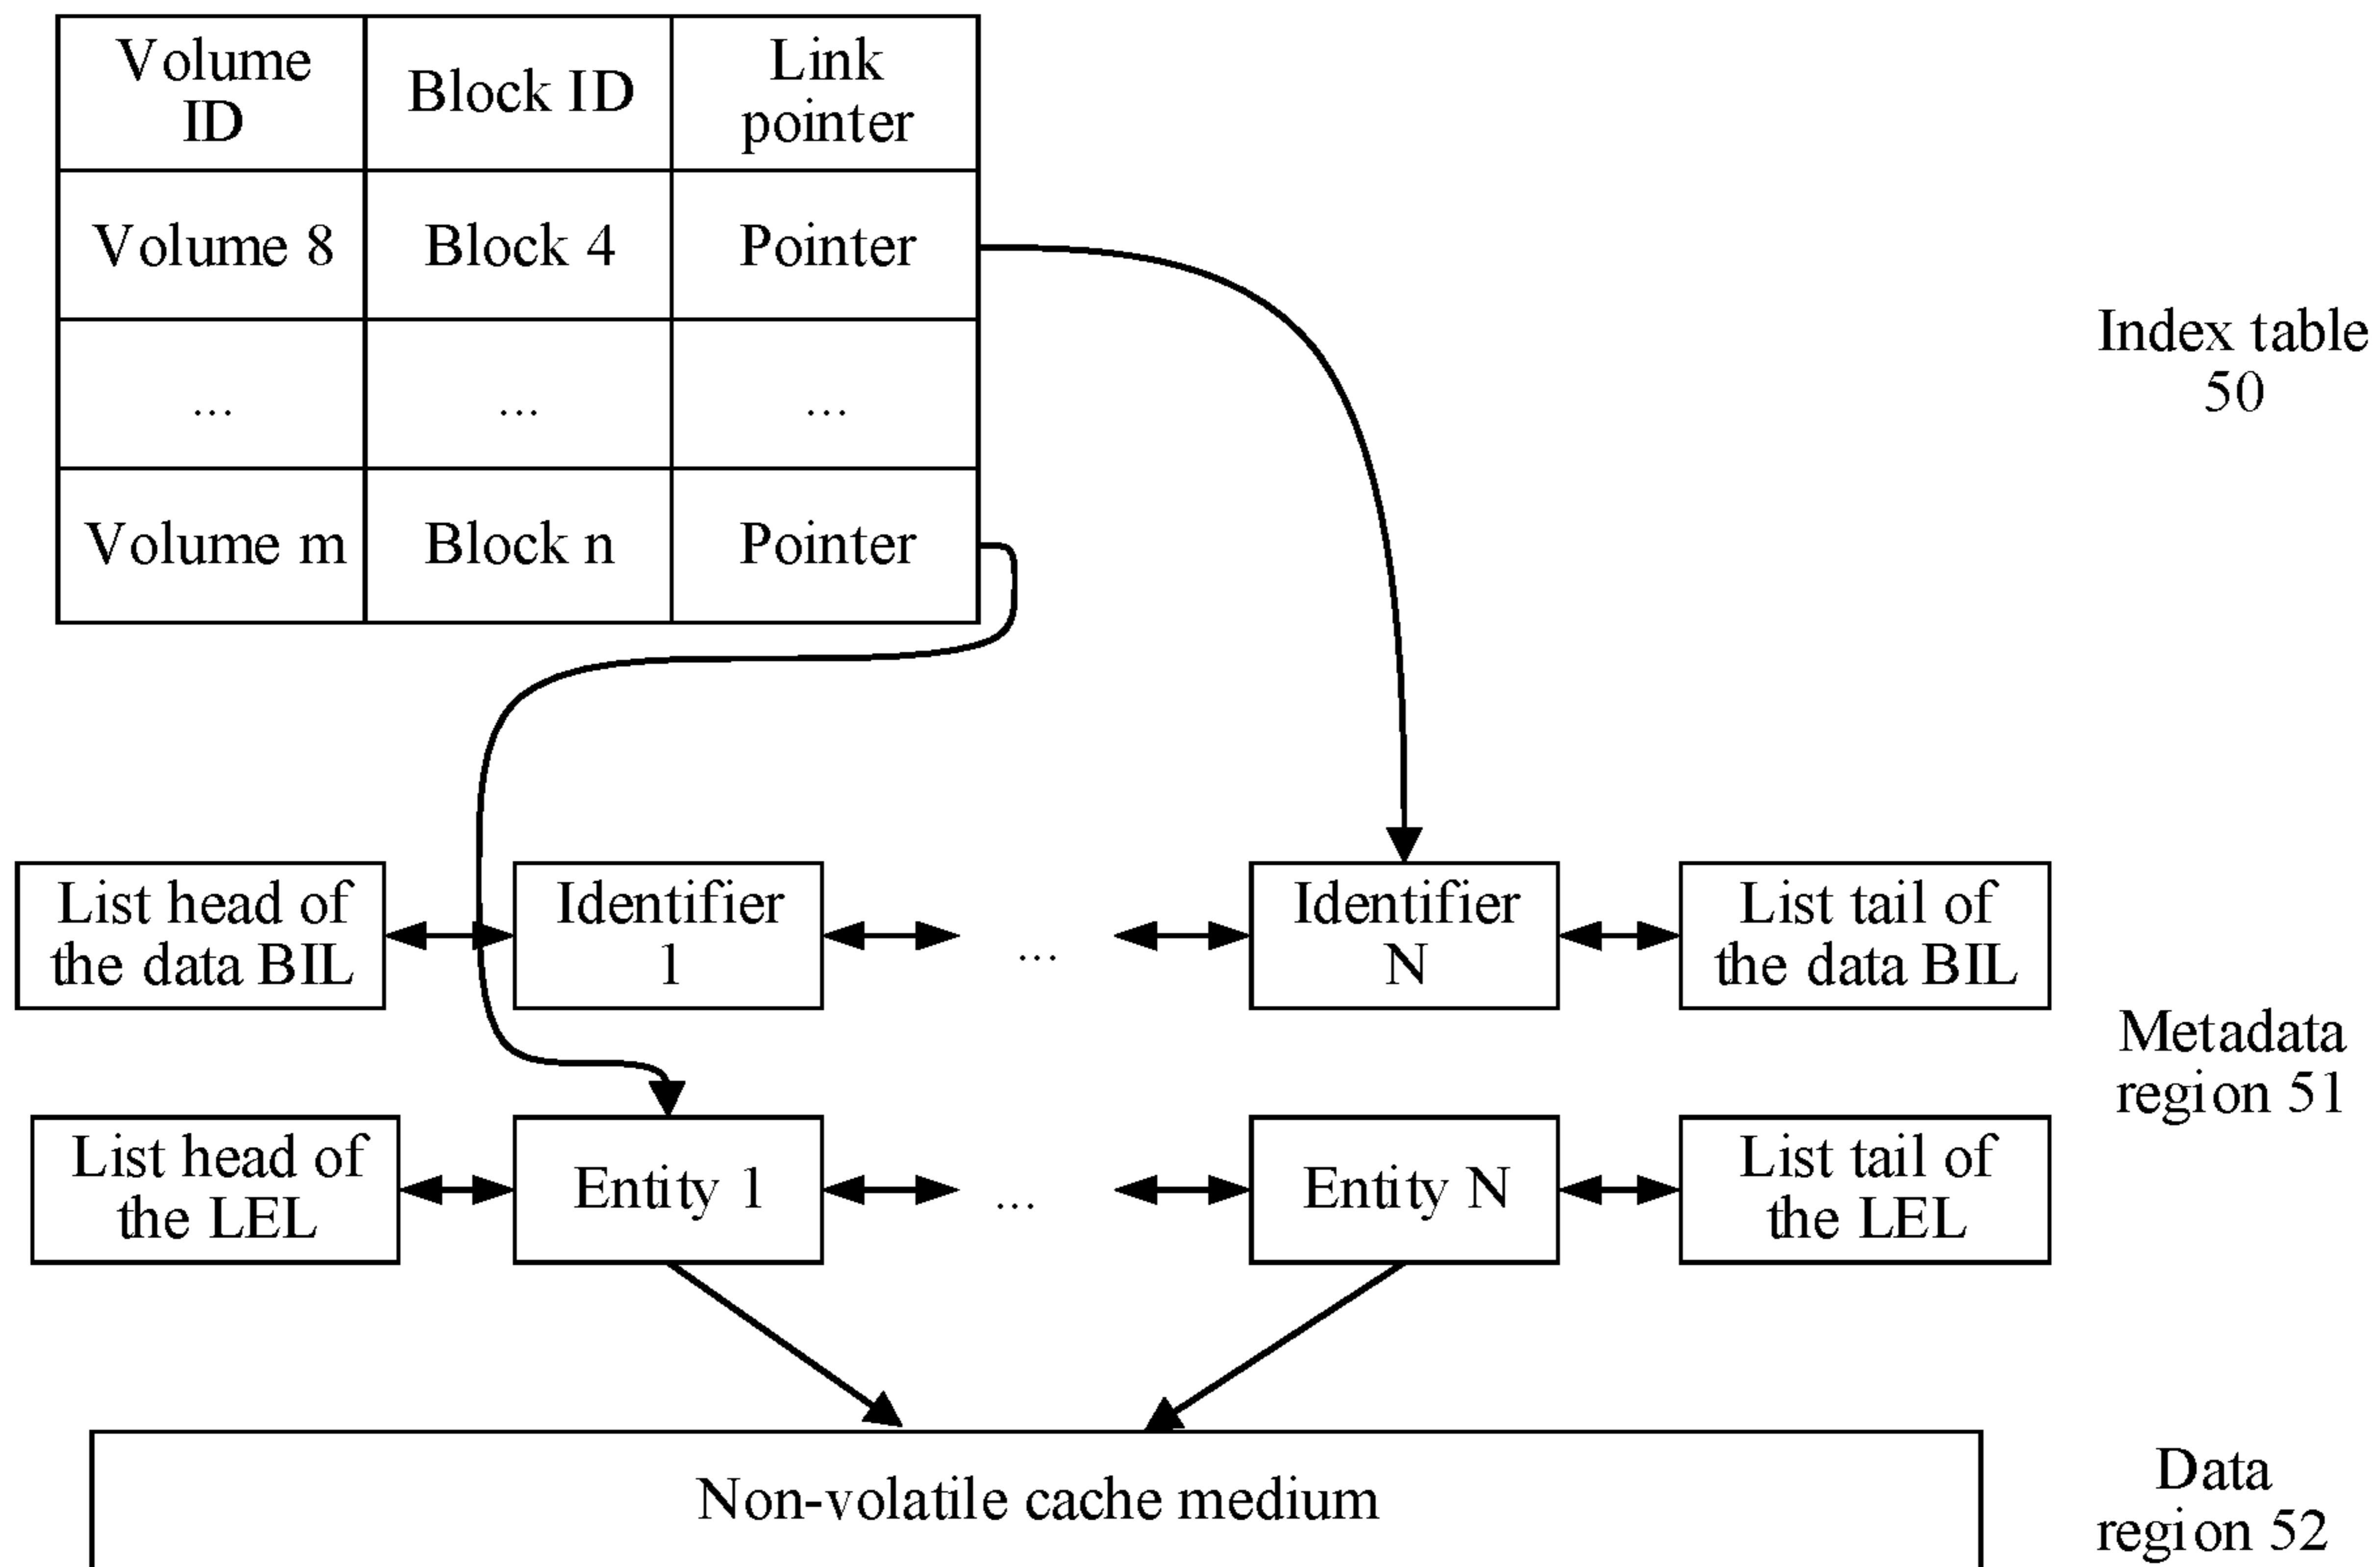 Volume
ID
Block ID
Link
pointer
Volume 8
Block 4
Pointer
...
...
...
Volume m
Block n
Pointer
Index table
50
List head of
the data BIL
Identifier
1
...
Identifier
N
List tail of
the data BIL
Metadata
region 51
List head of
the LEL
Entity 1
...
Entity N
List tail of
the LEL
Non-volatile cache medium
Data
region 52